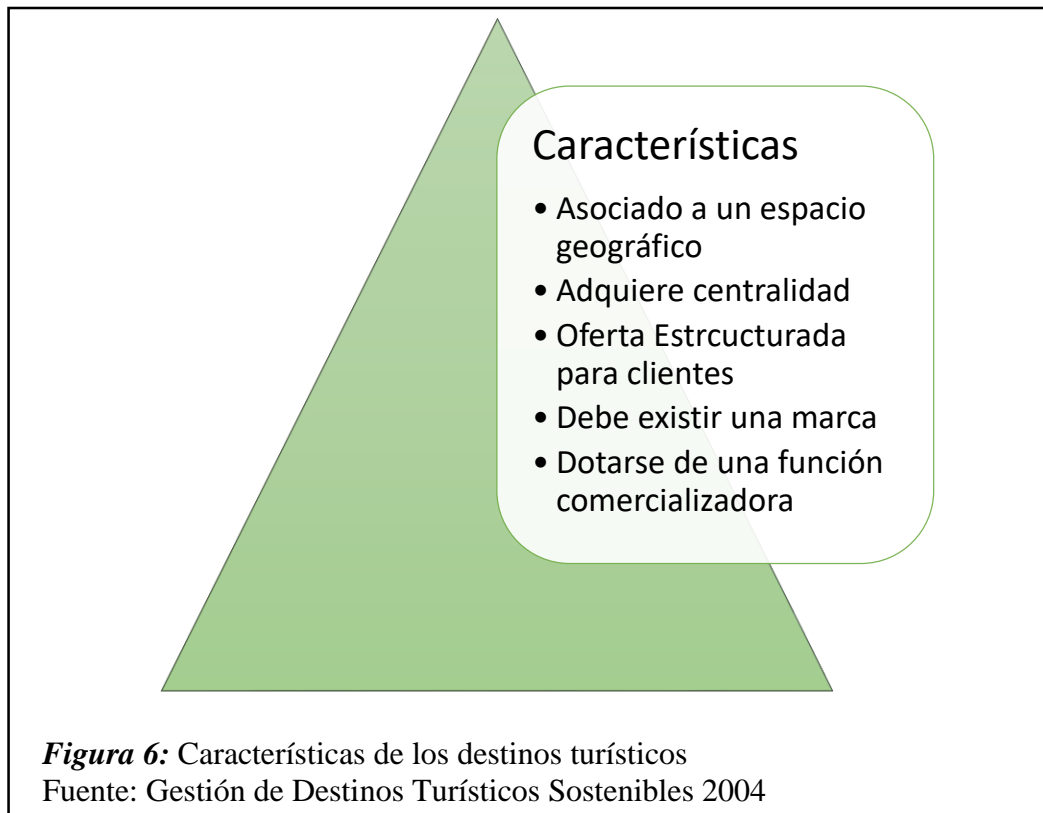 Características
• Asociado a un espacio
geográfico
• Adquiere centralidad
• Oferta Estrcucturada
para clientes
• Debe existir una marca
• Dotarse de una función
comercializadora
Figura 6: Características de los destinos turísticos
Fuente: Gestión de Destinos Turísticos Sostenibles 2004